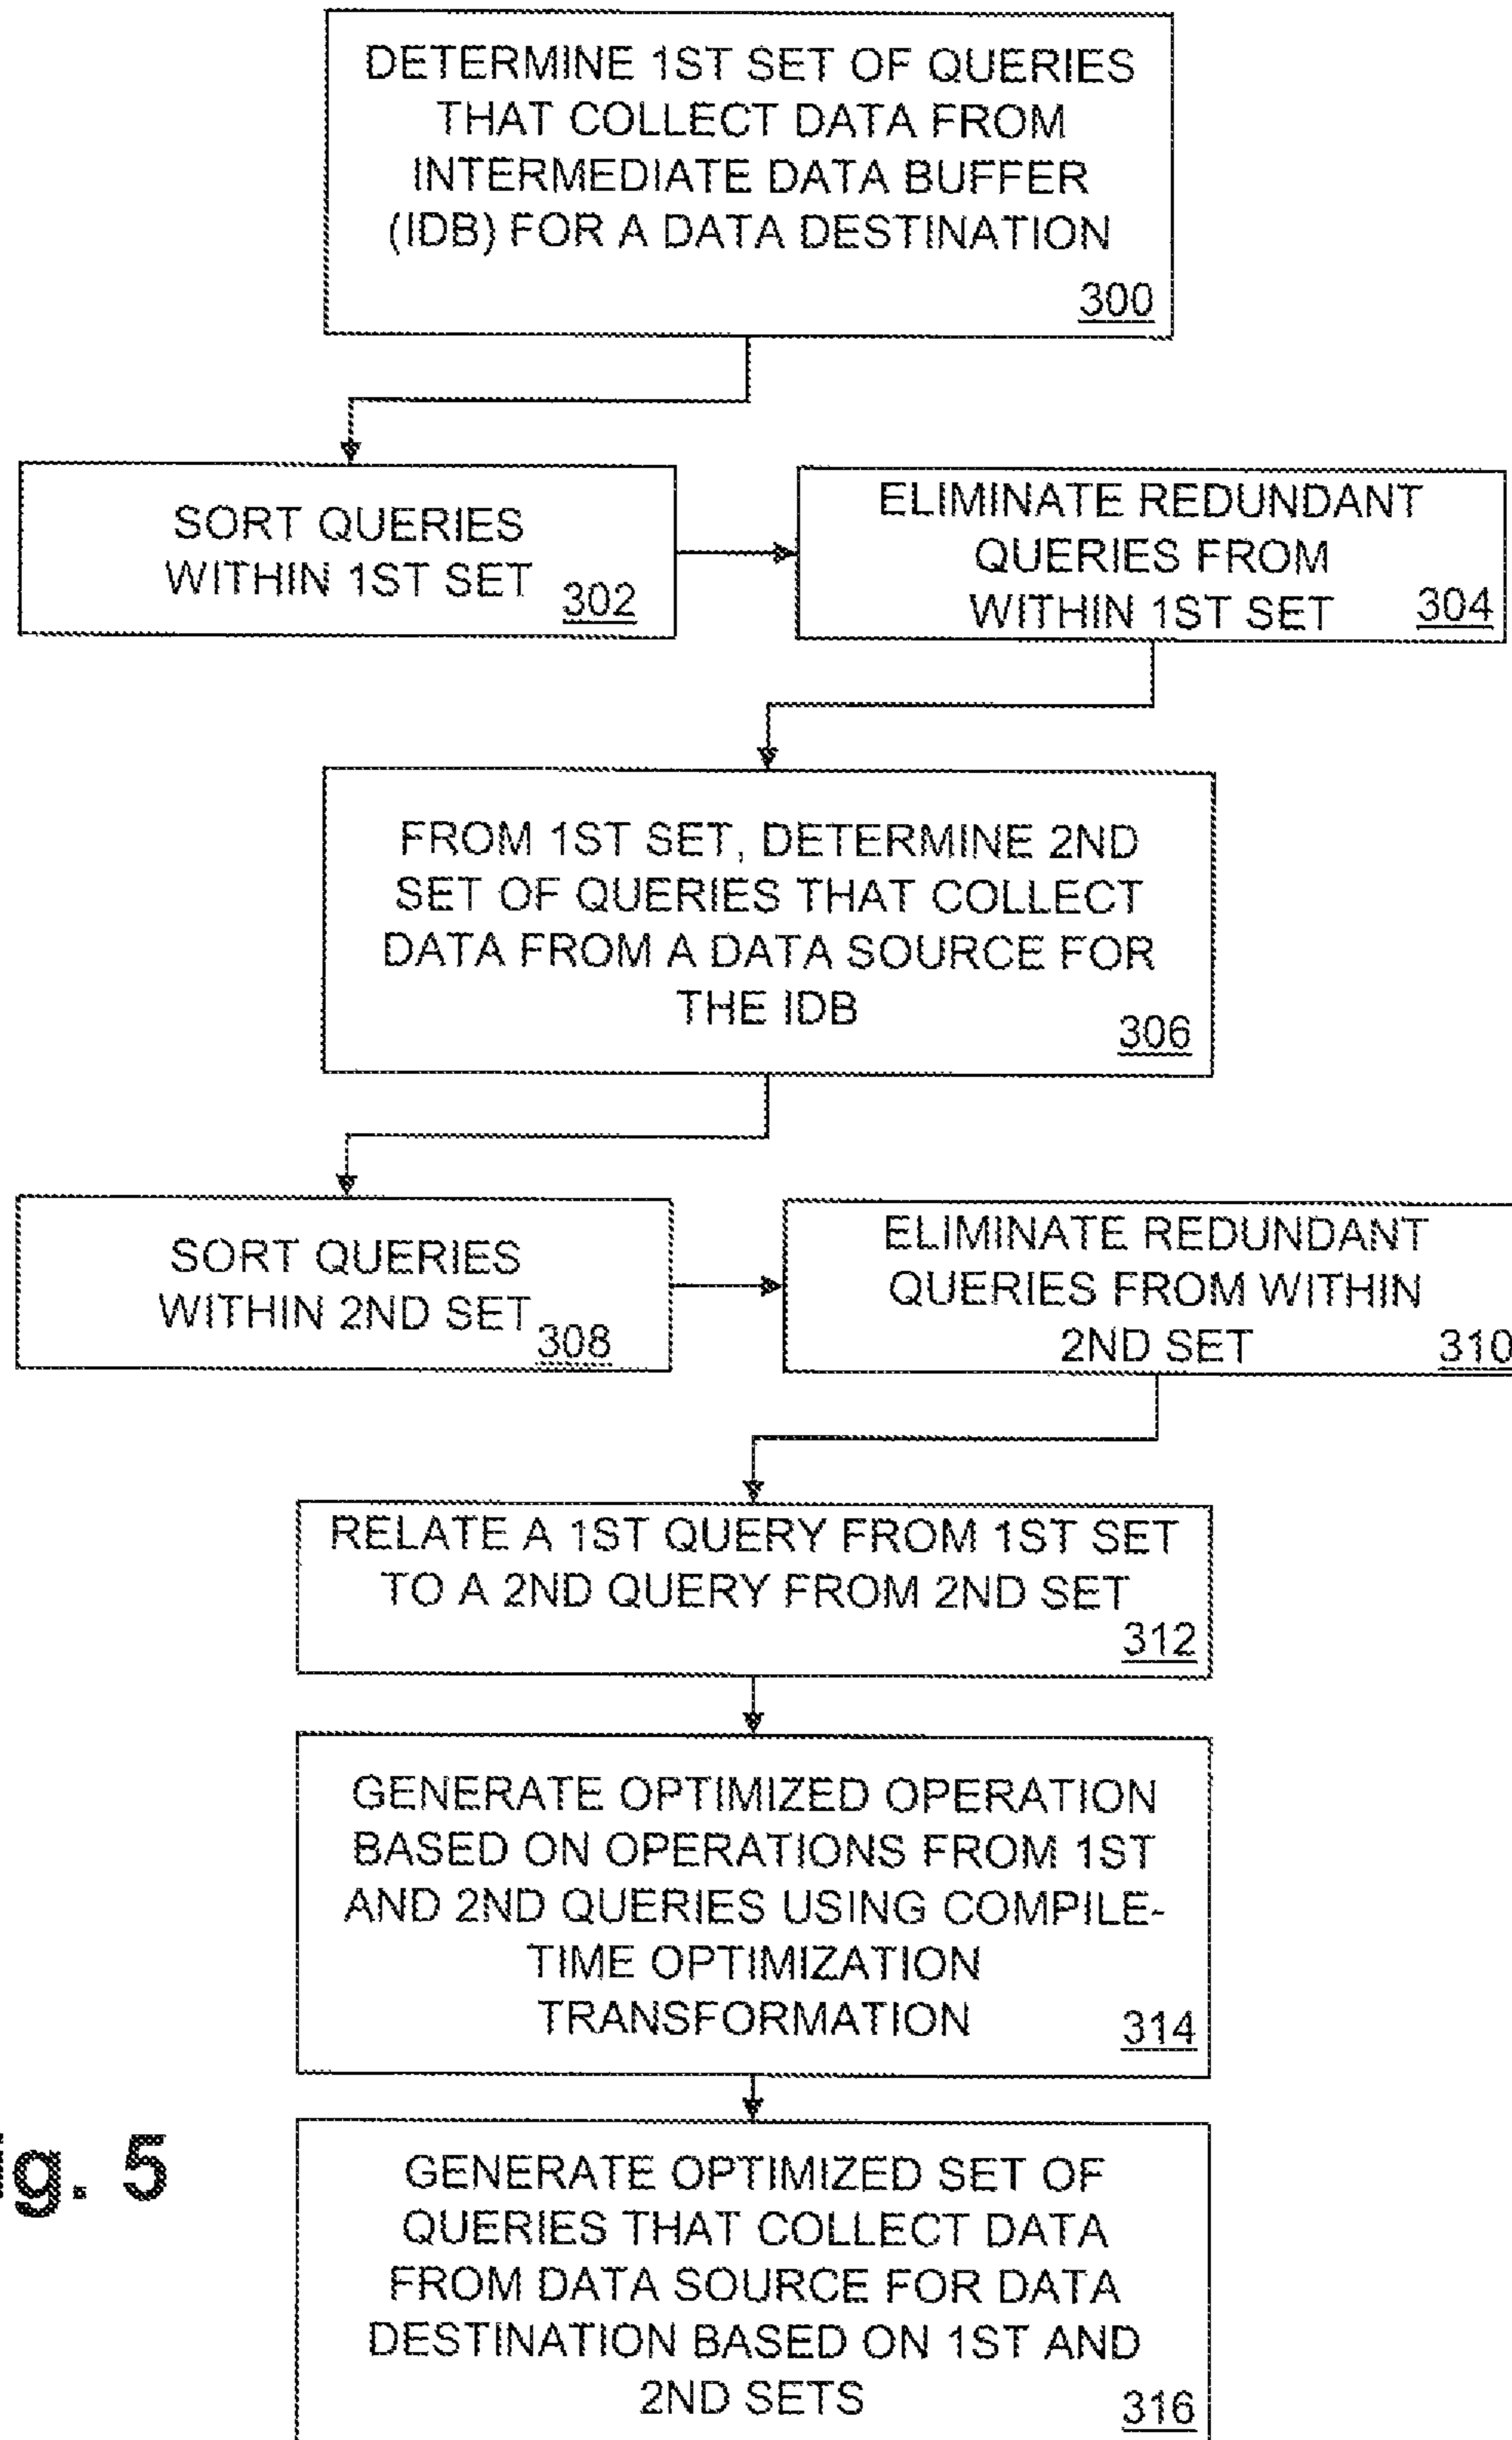 DETERMINE 1ST SET OF QUERIES
THAT COLLECT DATA FROM
INTERMEDIATE DATA BUFFER
(IDB) FOR A DATA DESTINATION
300
SORT QUERIES
WITHIN 1ST SET
302
ELIMINATE REDUNDANT
QUERIES FROM
WITHIN 1ST SET
304
FROM 1ST SET, DETERMINE 2ND
SET OF QUERIES THAT COLLECT
DATA FROM A DATA SOURCE FOR
THE IDB
306
SORT QUERIES
WITHIN 2ND SET
308
ELIMINATE REDUNDANT
QUERIES FROM WITHIN
2ND SET
310
RELATE A 1ST QUERY FROM 1ST SET
TO A 2ND QUERY FROM 2ND SET
312
GENERATE OPTIMIZED OPERATION
BASED ON OPERATIONS FROM 1ST
AND 2ND QUERIES USING COMPILE-
TIME OPTIMIZATION
TRANSFORMATION
314
GENERATE OPTIMIZED SET OF
QUERIES THAT COLLECT DATA
FROM DATA SOURCE FOR DATA
DESTINATION BASED ON 1ST AND
2ND SETS
316
ig. 5